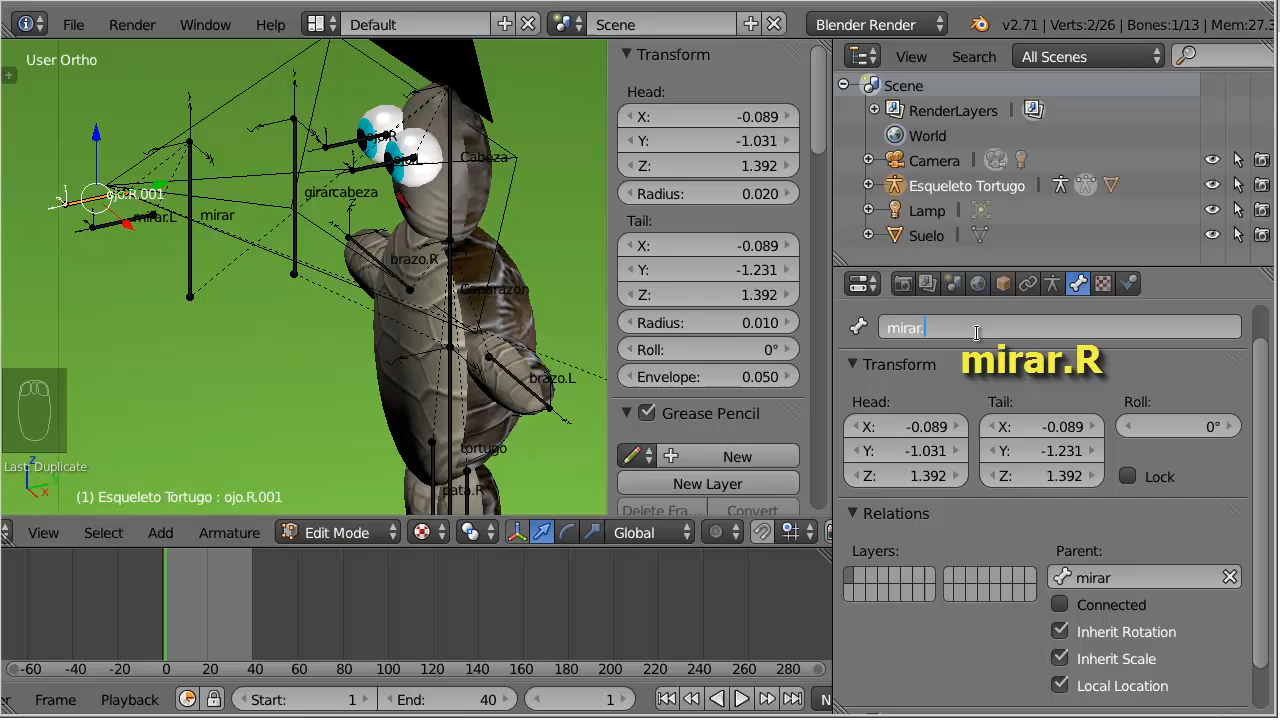 File Render Window Help Default Scene Blender Render v2.71 | Verts:2/26 | Bones:1/13 | Mem:27.3
User Ortho
ojo.R
ojo.L
Cabeza
girarcabeza
ojo.R.001
mirar.L
mirar
brazo.R
Caparazon
brazo.L
tortugo
pata.R
Last Duplicate
z
y
x
(1) Esqueleto Tortugo : ojo.R.001
Transform
Head:
X: -0.089
Y: -1.031
Z: 1.392
Radius: 0.020
Tail:
X: -0.089
Y: -1.231
Z: 1.392
Radius: 0.010
Roll: 0°
Envelope: 0.050
Grease Pencil
New
New Layer
Delete Fra... Convert
View Select Add Armature Edit Mode Global
-60 -40 -20 0 20 40 60 80 100 120 140 160 180 200 220 240 260 280
Frame Playback Start: 1 End: 40 1 N
View Search All Scenes
Scene
RenderLayers |
World
Camera |
Esqueleto Tortugo |
Lamp |
Suelo |
mirar.
mirar.R
Transform
Head: Tail: Roll:
X: -0.089 X: -0.089 0°
Y: -1.031 Y: -1.231
Z: 1.392 Z: 1.392 Lock
Relations
Layers: Parent:
mirar
Connected
Inherit Rotation
Inherit Scale
Local Location